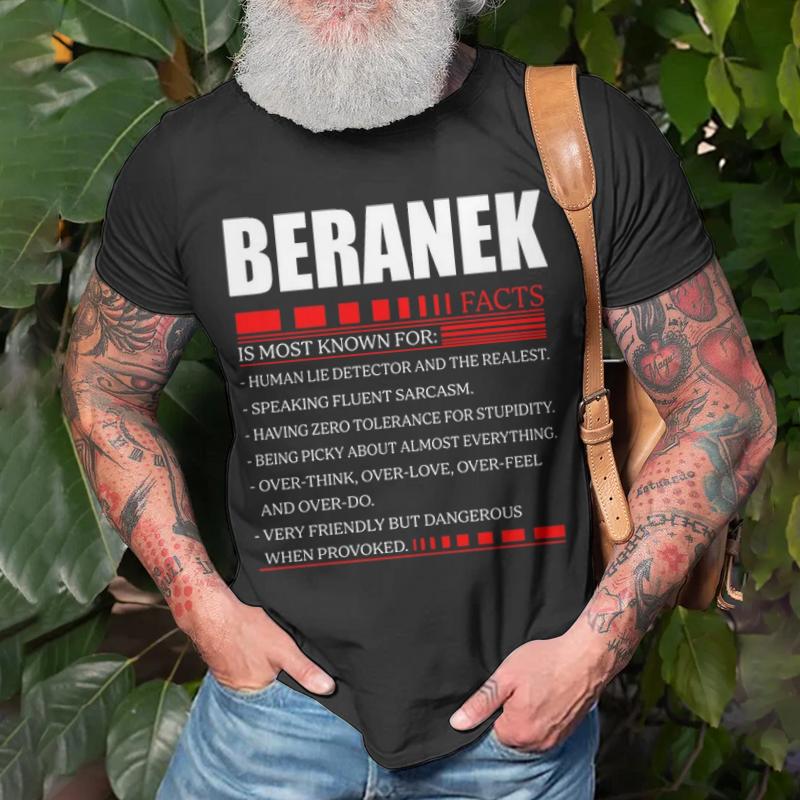 BERANEK
FACTS
IS MOST KNOWN FOR:
- HUMAN LIE DETECTOR AND THE REALEST.
- SPEAKING FLUENT SARCASM.
- HAVING ZERO TOLERANCE FOR STUPIDITY.
- BEING PICKY ABOUT ALMOST EVERYTHING.
- OVER-THINK, OVER-LOVE, OVER-FEEL
AND OVER-DO.
- VERY FRIENDLY BUT DANGEROUS
WHEN PROVOKED.
Estuardo